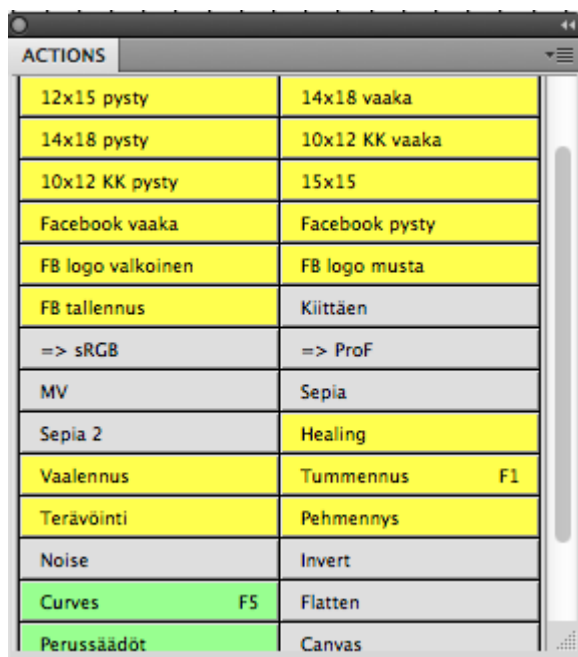 ACTIONS
12x15 pysty 14x18 vaaka
14x18 pysty 10x12 KK vaaka
10x12 KK pysty 15x15
Facebook vaaka Facebook pysty
FB logo valkoinen FB logo musta
FB tallennus Kiittäen
=> sRGB => ProF
MV Sepia
Sepia 2 Healing
Vaalennus Tummennus F1
Terävöinti Pehmennys
Noise Invert
Curves F5 Flatten
Perussäädöt Canvas